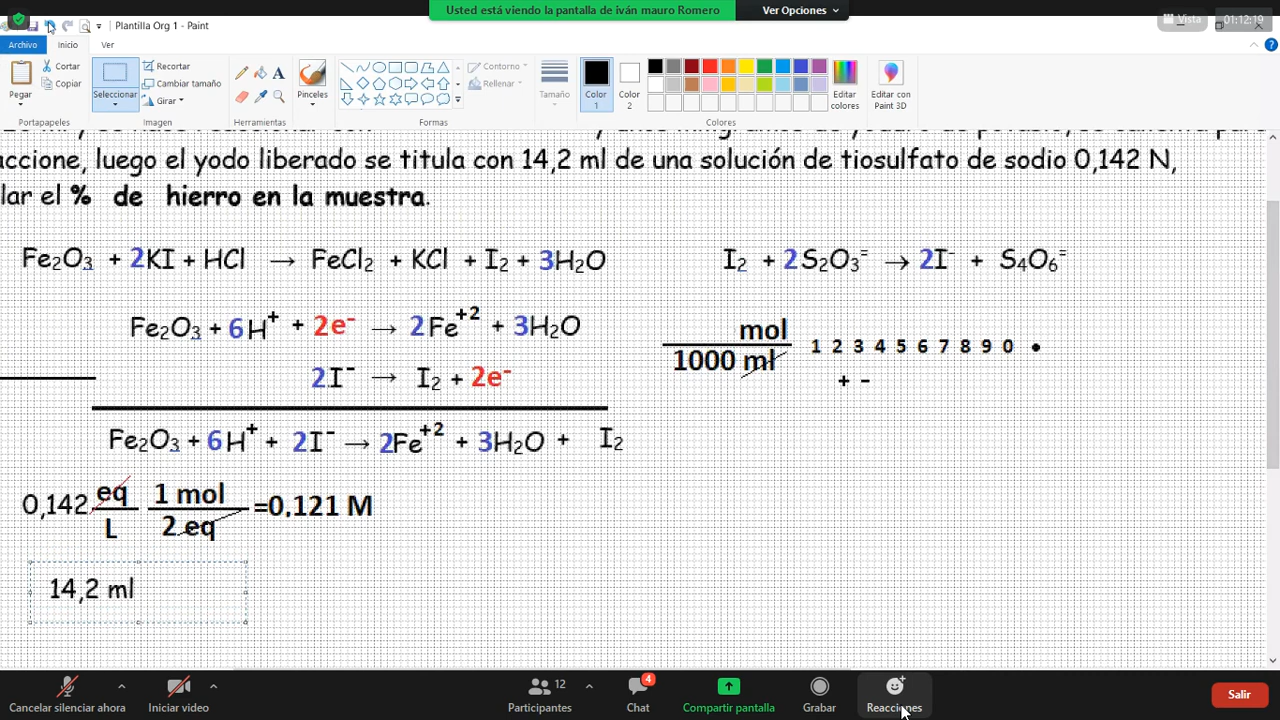 Usted está viendo la pantalla de iván mauro Romero
Ver Opciones
Vista
01:12:19
Plantilla Org 1 - Paint
Archivo Inicio Ver
Pegar
Cortar
Copiar
Portapapeles
Seleccionar
Recortar
Cambiar tamaño
Girar
Imagen
A
Herramientas
Pinceles
Contorno
Rellenar
Formas
Tamaño
Color 1
Color 2
Editar colores
Colores
Editar con Paint 3D
accione, luego el yodo liberado se titula con 14,2 ml de una solución de tiosulfato de sodio 0,142 N,
lar el % de hierro en la muestra.
Fe₂O₃ + 2KI + HCl → FeCl₂ + KCl + I₂ + 3H₂O
I₂ + 2S₂O₃⁼ → 2I⁻ + S₄O₆⁼
Fe₂O₃ + 6H⁺ + 2e⁻ → 2Fe⁺² + 3H₂O
2I⁻ → I₂ + 2e⁻
Fe₂O₃ + 6H⁺ + 2I⁻ → 2Fe⁺² + 3H₂O + I₂
mol
1000 ml
1 2 3 4 5 6 7 8 9 0 •
+ -
0,142 eq/L 1 mol/2 eq =0.121 M
14,2 ml
Cancelar silenciar ahora
Iniciar video
12
Participantes
4
Chat
Compartir pantalla
Grabar
Reacciones
Salir